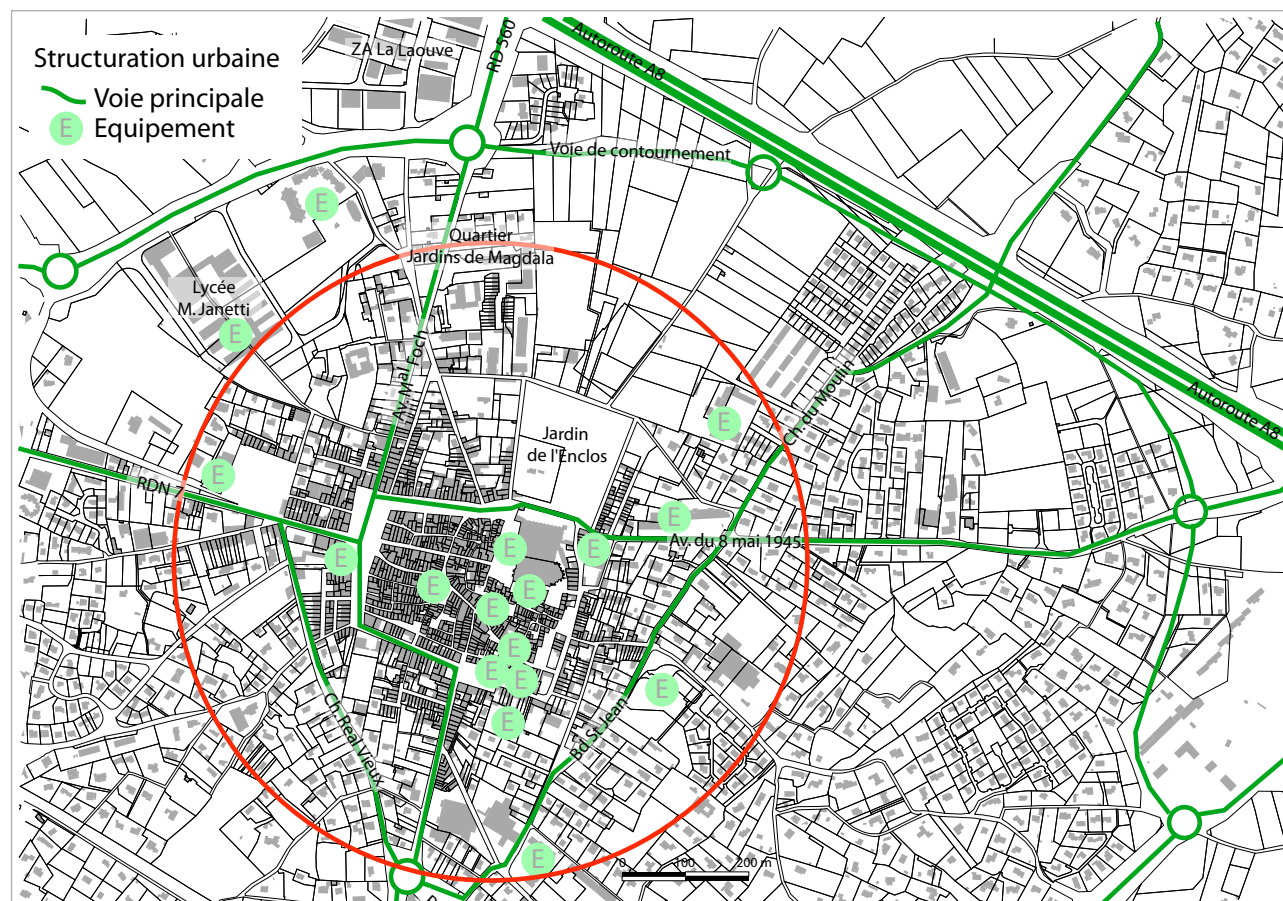 Structuration urbaine
Voie principale
E Equipement
ZA La Laouve
RD 560
Autoroute A8
Voie de contournement
E
Quartier
Jardins de Magdala
Lycée
M. Janetti
E
Av. Mal Foch
Ch. du Moulin
Autoroute A8
E
Jardin
de l'Enclos
E
RDN 7
E
Av. du 8 mai 1945
E
E
E
E
E
E
E
E
E
E
E
Ch. Réal Vieux
Bd St Jean
E
E
0 100 200 m